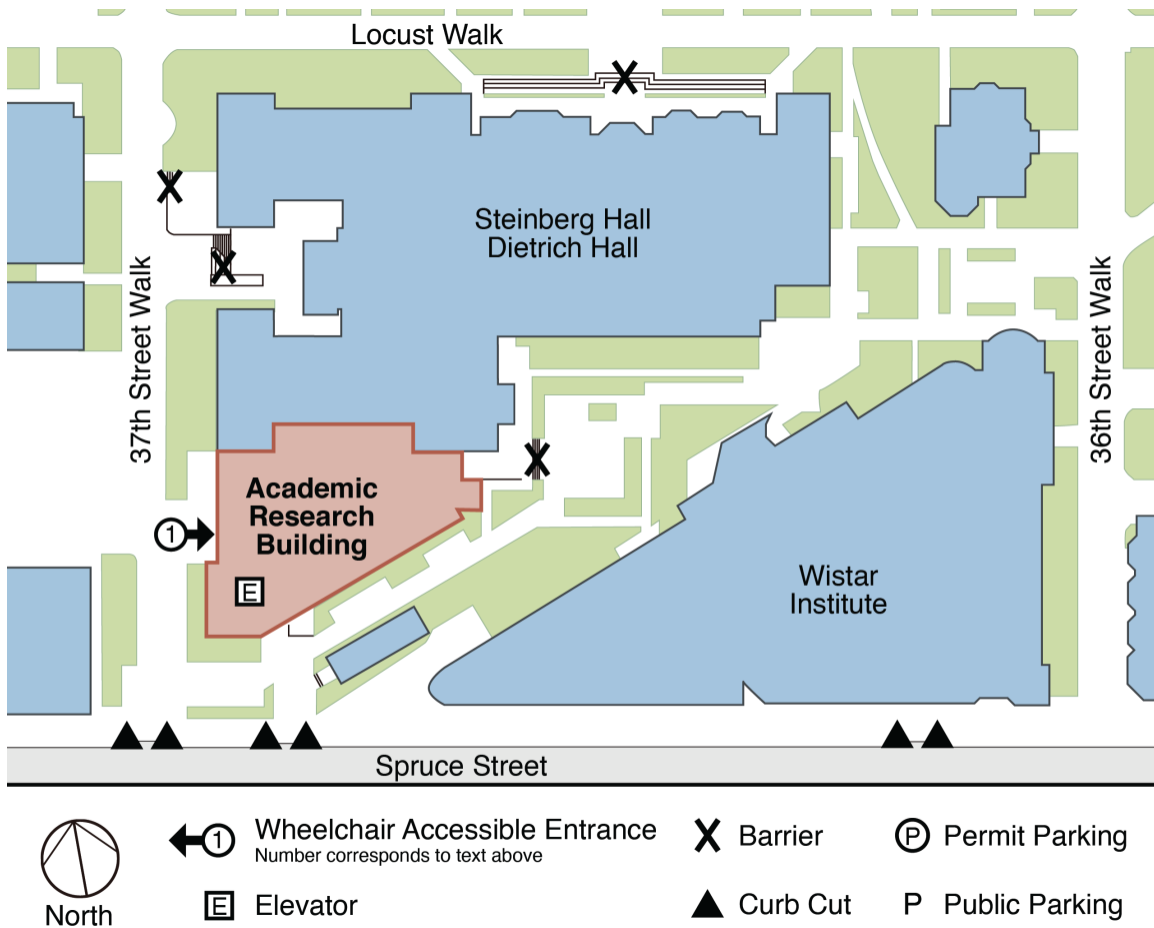 Locust Walk
Steinberg Hall
Dietrich Hall
37th Street Walk
36th Street Walk
Academic
Research
Building
1
E
Wistar
Institute
Spruce Street
North
1 Wheelchair Accessible Entrance
Number corresponds to text above
E Elevator
Barrier
Curb Cut
P Permit Parking
P Public Parking